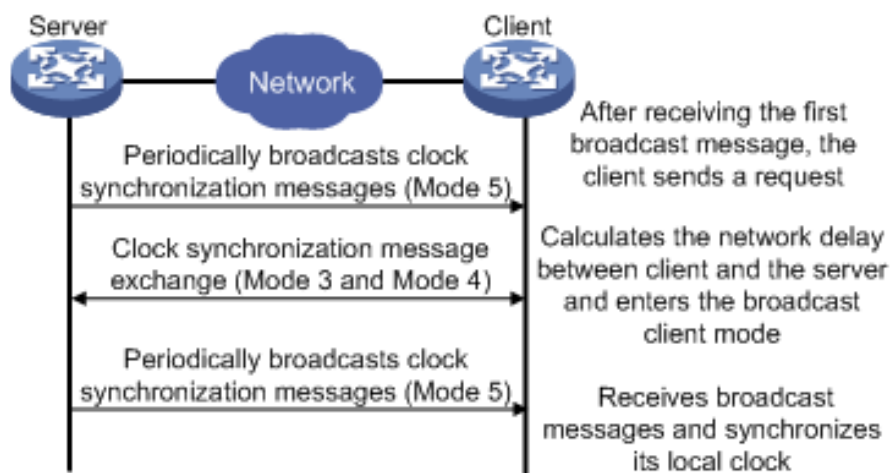 Server
Client
Network
After receiving the first
broadcast message, the
client sends a request
Periodically broadcasts clock
synchronization messages (Mode 5)
Clock synchronization message
exchange (Mode 3 and Mode 4)
Calculates the network delay
between client and the server
and enters the broadcast
client mode
Periodically broadcasts clock
synchronization messages (Mode 5)
Receives broadcast
messages and synchronizes
its local clock